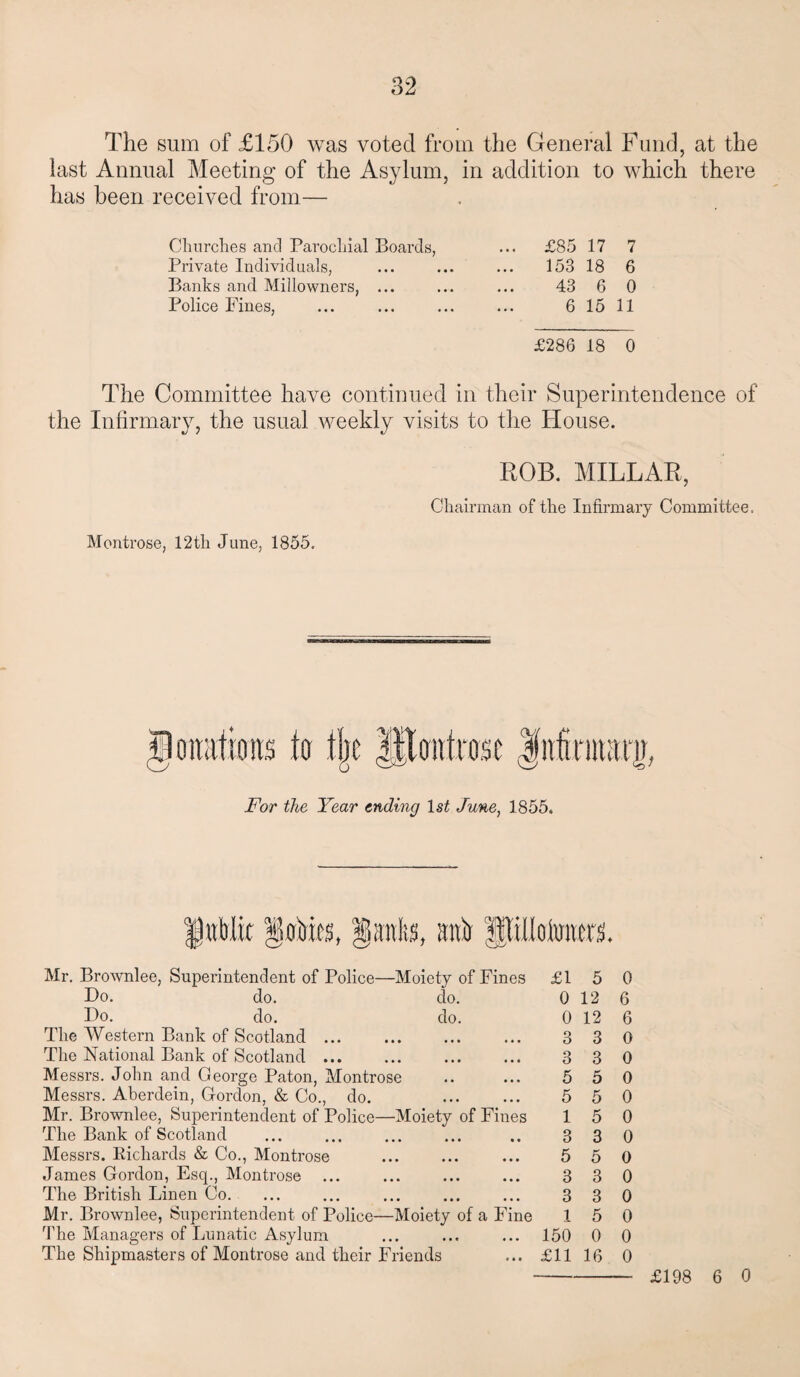 32
The sum of £150 was voted from the General Fund, at the
last Annual Meeting of the Asylum, in addition to which there
has been received from—
Churches and Parochial Boards, ... £85 17 7
Private Individuals, ... ... ... 153 18 6
Banks and Millowners, ... ... ... 43 6 0
Police Fines, ... ... ... ... 6 15 11
£286 18 0
The Committee have continued in their Superintendence of
the Infirmary, the usual weekly visits to the House.
ROB. MILLAR,
Chairman of the Infirmary Committee.
Montrose, 12th June, 1855.
Donations to the Montrose Infirmary,
For the Year ending 1st June, 1855.
Public Bodies, Banks, and Millowners.
Mr. Brownlee, Superintendent of Police—Moiety of Fines £1 5 0
Do. do. do. 0 12 6
Do. do. do. 0 12 6
The Western Bank of Scotland ... ... ... ... 3 3 0
The National Bank of Scotland ... ... ... ... 3 3 0
Messrs. John and George Paton, Montrose .. ... 5 5 0
Messrs. Aberdein, Gordon, & Co., do. ... ... 5 5 0
Mr. Brownlee, Superintendent of Police—Moiety of Fines 1 5 0
The Bank of Scotland ... ... ... ... .. 3 3 0
Messrs. Richards & Co., Montrose ... ... ... 5 5 0
James Gordon, Esq., Montrose ... ... ... ... 3 3 0
The British Linen Co. ... ... ... ... ... 3 3 0
Mr. Brownlee, Superintendent of Police—Moiety of a Fine 1 5 0
The Managers of Lunatic Asylum ... ... ... 150 0 0
The Shipmasters of Montrose and their Friends ... £11 16 0
£198 6 0